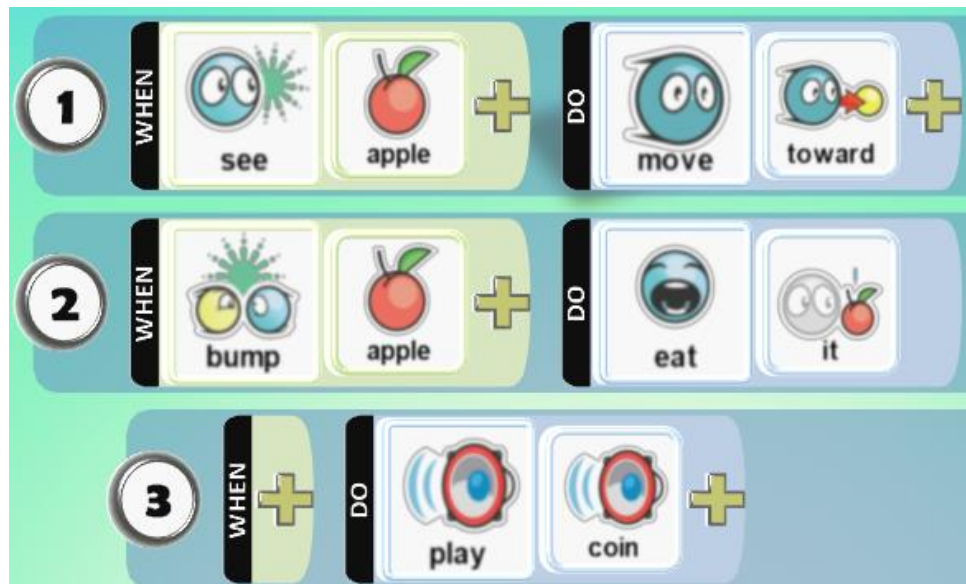 1 WHEN see apple DO move toward
2 WHEN bump apple DO eat it
3 WHEN DO play coin